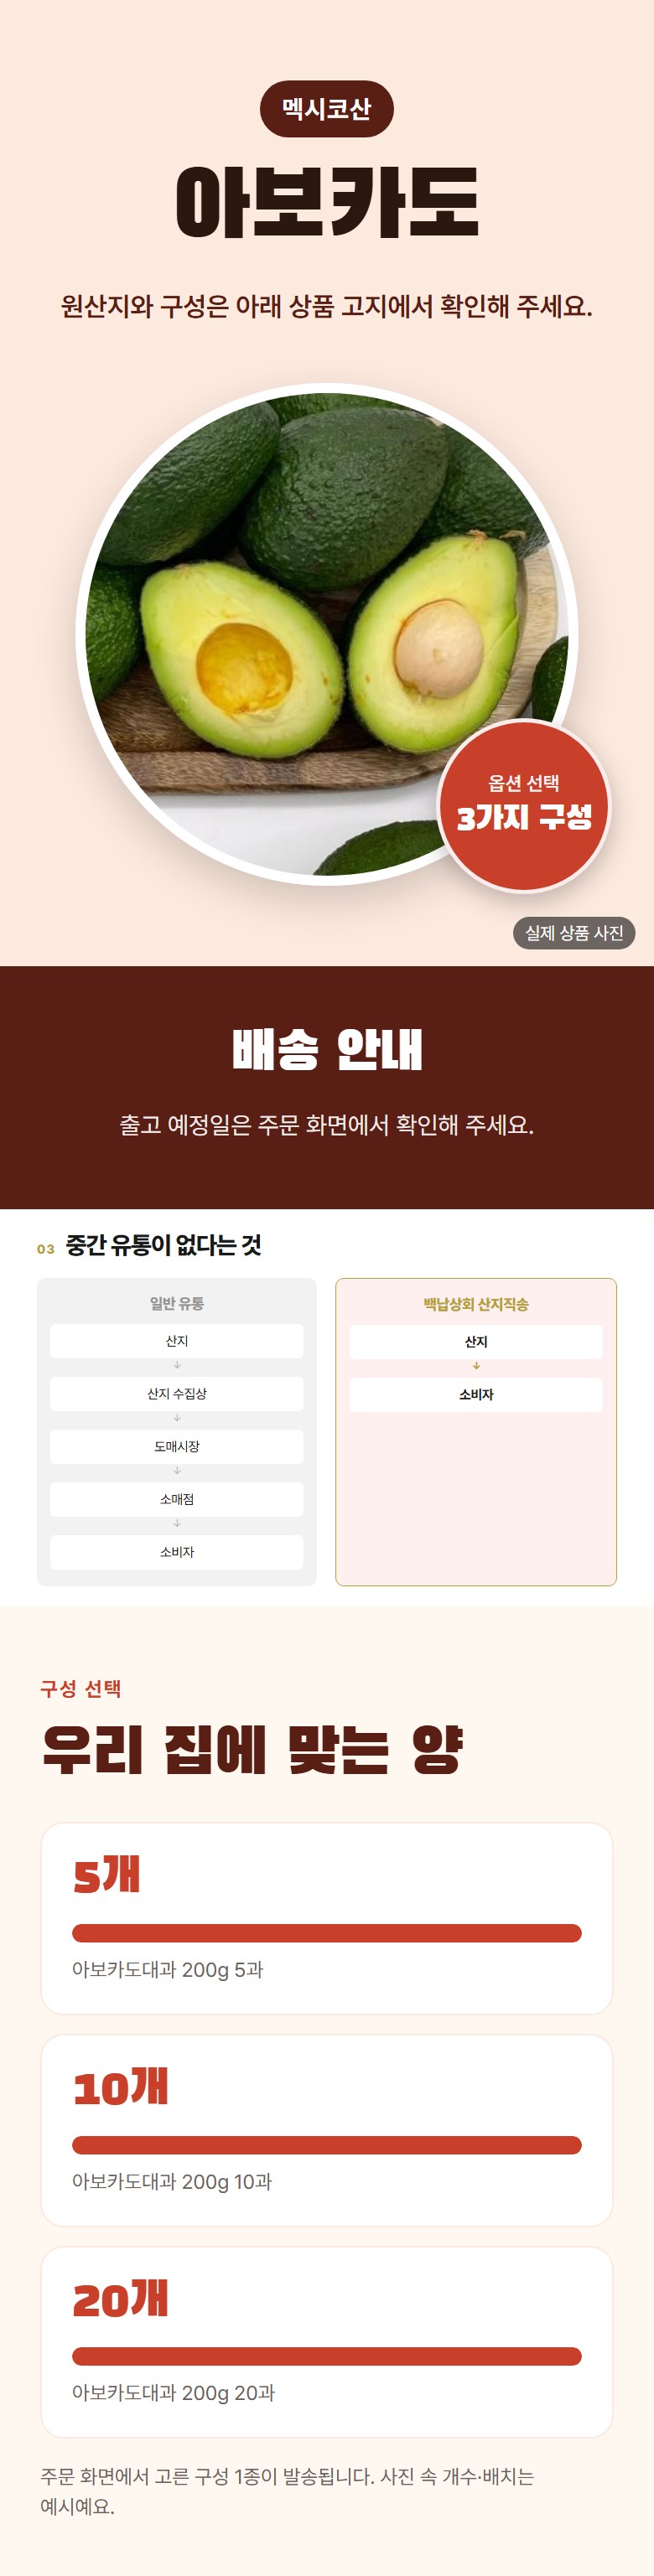 멕시코산
아보카도
원산지와 구성은 아래 상품 고지에서 확인해 주세요.
옵션 선택
3가지 구성
실제 상품 사진
배송 안내
출고 예정일은 주문 화면에서 확인해 주세요.
03 중간 유통이 없다는 것
일반 유통
산지
↓
산지 수집상
↓
도매시장
↓
소매점
↓
소비자
백납상회 산지직송
산지
↓
소비자
구성 선택
우리 집에 맞는 양
5개
아보카도대과 200g 5과
10개
아보카도대과 200g 10과
20개
아보카도대과 200g 20과
주문 화면에서 고른 구성 1종이 발송됩니다. 사진 속 개수·배치는
예시예요.